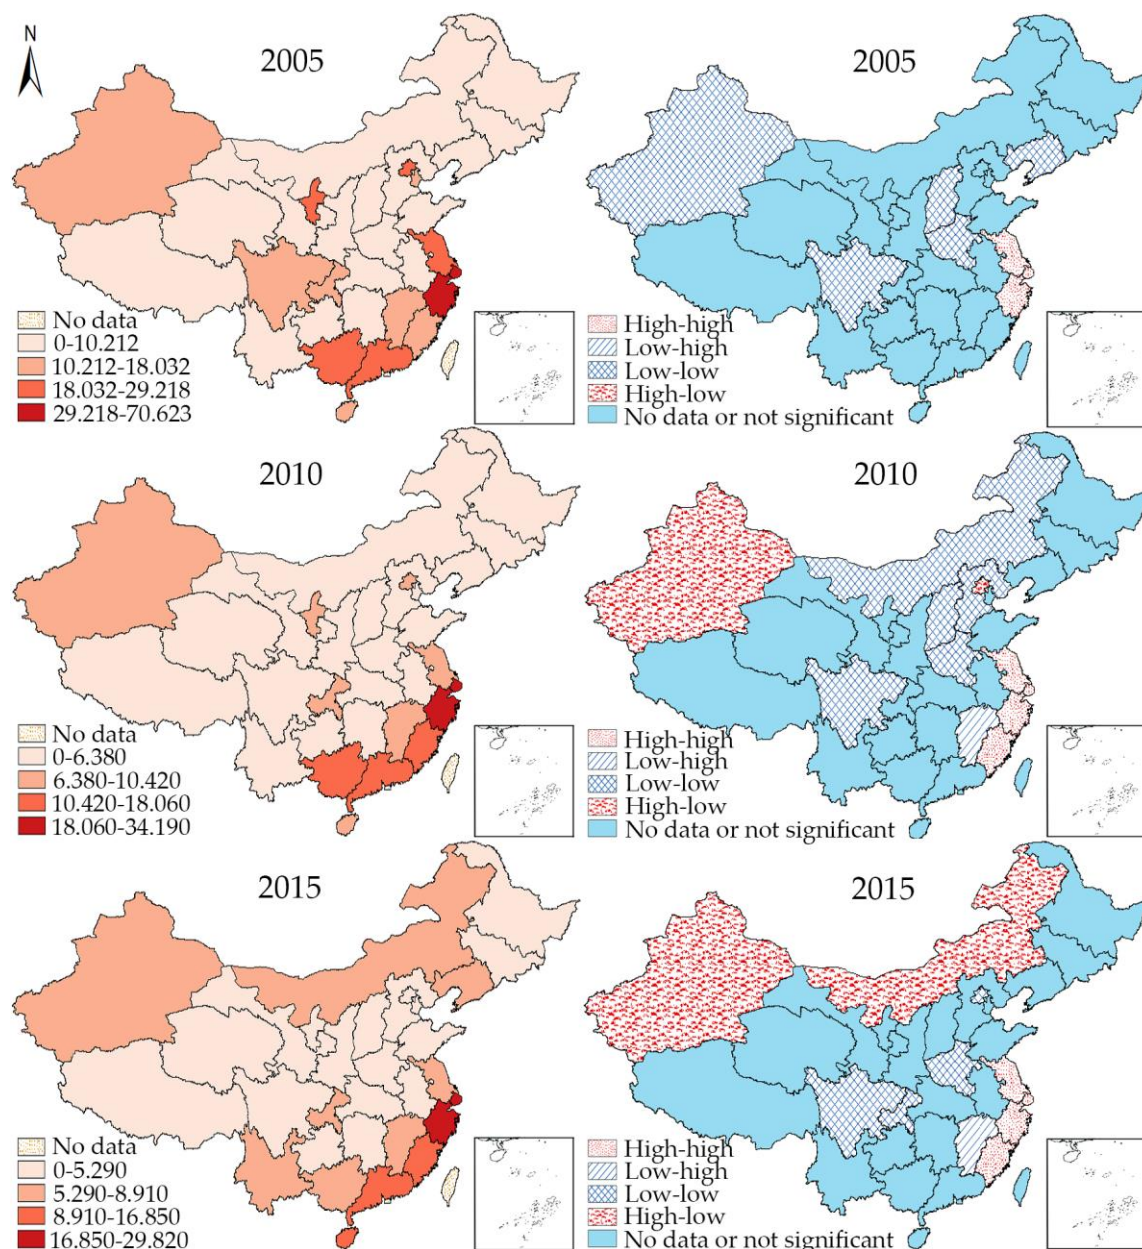 N
2005
No data
0-10.212
10.212-18.032
18.032-29.218
29.218-70.623
2005
High-high
Low-high
Low-low
High-low
No data or not significant
2010
No data
0-6.380
6.380-10.420
10.420-18.060
18.060-34.190
2010
High-high
Low-high
Low-low
High-low
No data or not significant
2015
No data
0-5.290
5.290-8.910
8.910-16.850
16.850-29.820
2015
High-high
Low-high
Low-low
High-low
No data or not significant